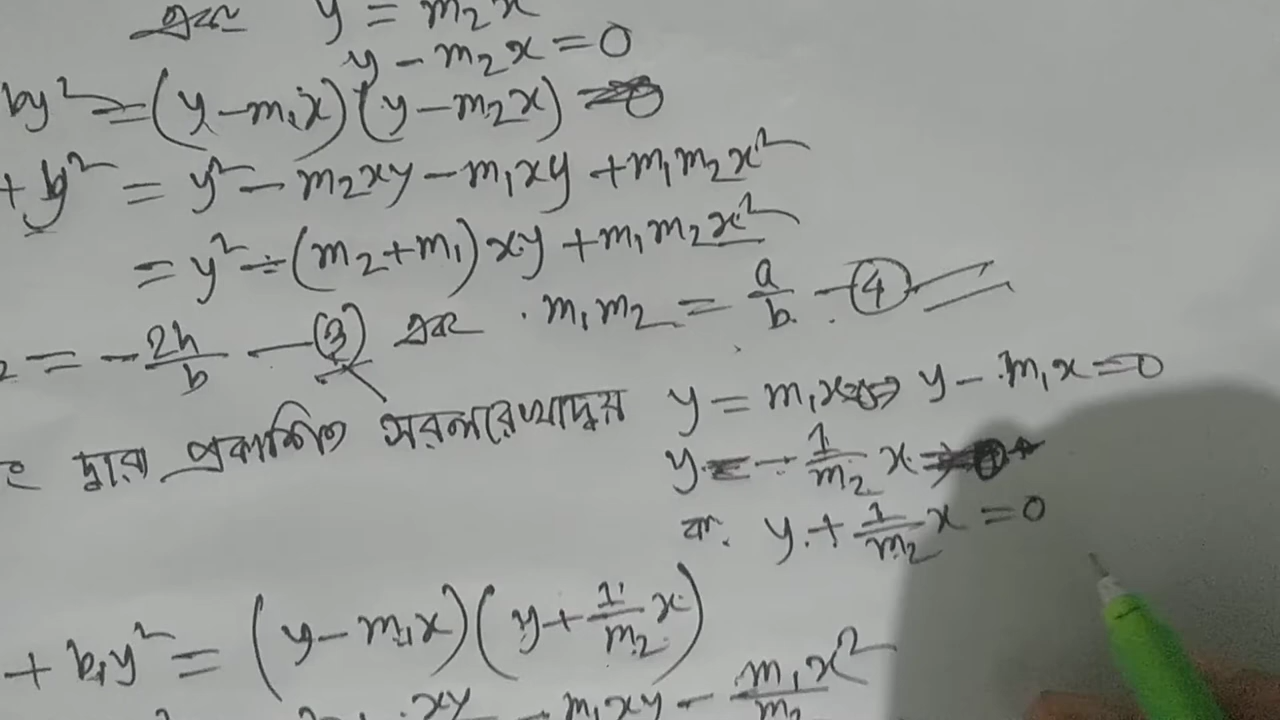 এবং y = m₂x
y − m₂x = 0
by² = (y − m₁x)(y − m₂x)
+ y² = y² − m₂xy − m₁xy + m₁m₂x²
= y² − (m₂ + m₁)xy + m₁m₂x²
₂ = − 2h/b — (3) এবং m₁m₂ = a/b — (4)
দ্বারা প্রকাশিত সরলরেখাদ্বয় y = m₁x ⇒ y − m₁x = 0
y = − 1/m₂ x
বা, y + 1/m₂ x = 0
+ b₁y² = (y − m₁x)(y + 1/m₂ x)
xy − m₁xy − m₁x²/m₂